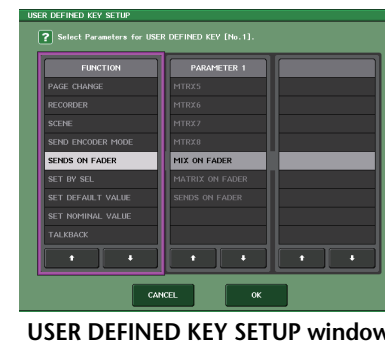 USER DEFINED KEY SETUP
? Select Parameters for USER DEFINED KEY [No.1].
FUNCTION
PAGE CHANGE
RECORDER
SCENE
SEND ENCODER MODE
SENDS ON FADER
SET BY SEL
SET DEFAULT VALUE
SET NOMINAL VALUE
TALKBACK
PARAMETER 1
MTRX5
MTRX6
MTRX7
MTRX8
MIX ON FADER
MATRIX ON FADER
SENDS ON FADER
CANCEL
OK
USER DEFINED KEY SETUP window